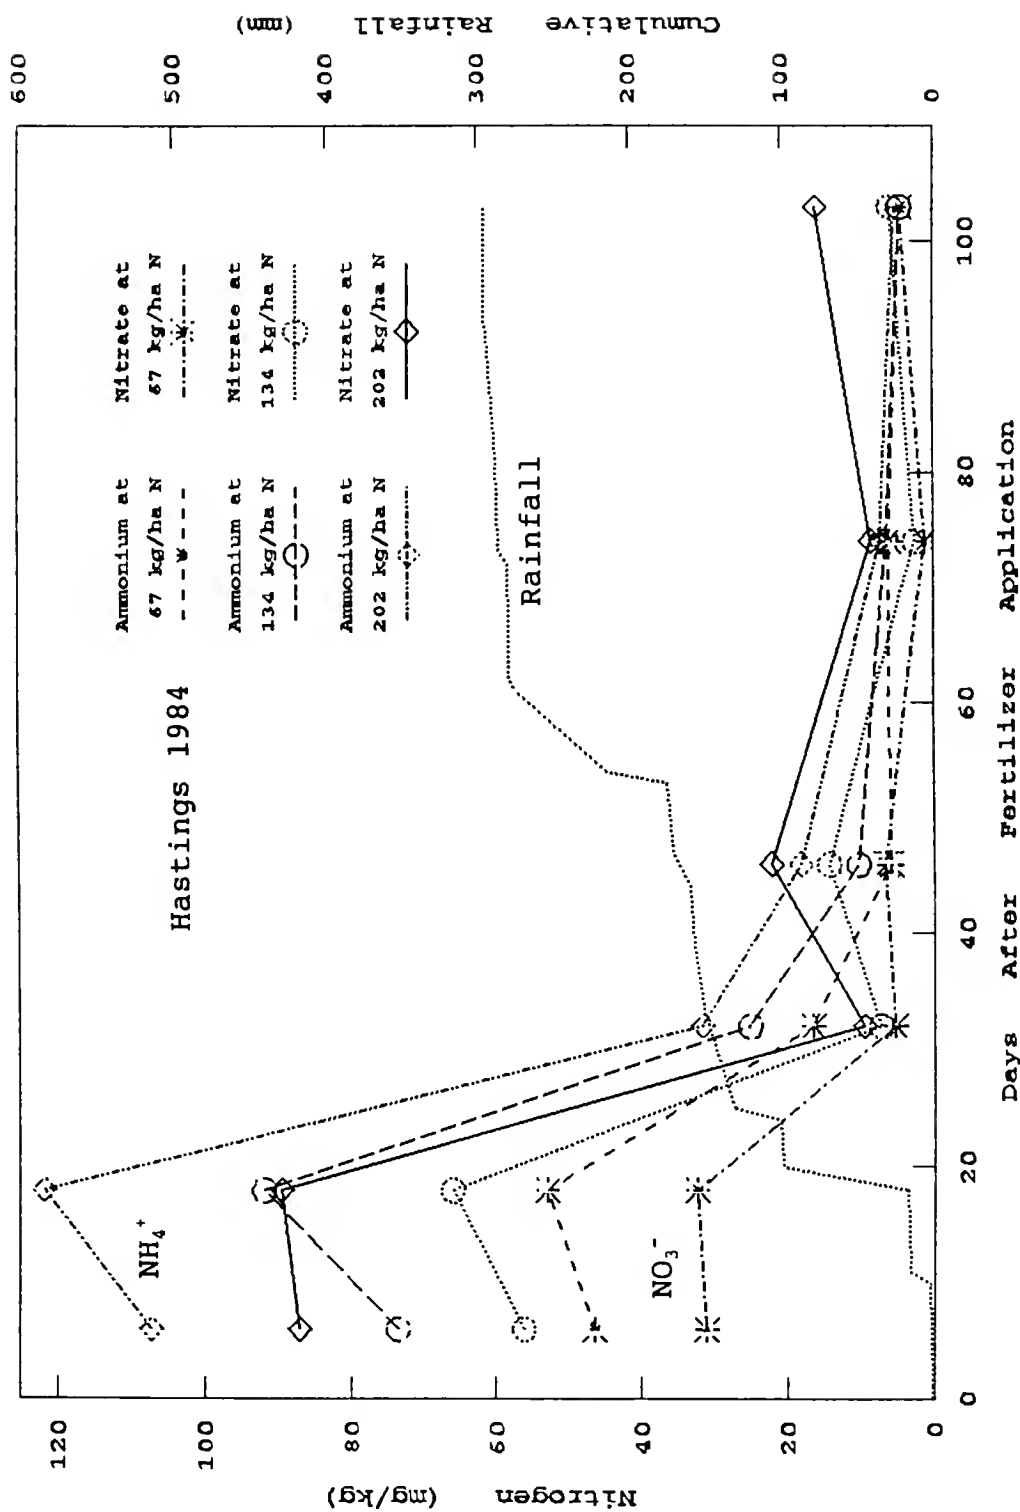 Hastings 1984
Ammonium at
67 kg/ha N
Ammonium at
134 kg/ha N
Ammonium at
202 kg/ha N
Nitrate at
67 kg/ha N
Nitrate at
134 kg/ha N
Nitrate at
202 kg/ha N
NH₄⁺
NO₃⁻
Rainfall
Nitrogen (mg/kg)
120
100
80
60
40
20
0
Cumulative Rainfall (mm)
600
500
400
300
200
100
0
0
20
40
60
80
100
Days After Fertilizer Application